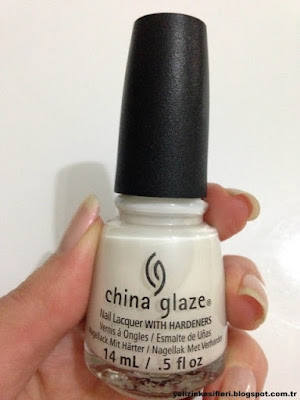 china glaze®
Nail Lacquer WITH HARDENERS
Vernis à Ongles / Esmalte de Uñas
Nagellack Mit Härter / Nagellak Met Verharder
14 mL / .5 fl oz
yelizinkesifleri.blogspot.com.tr